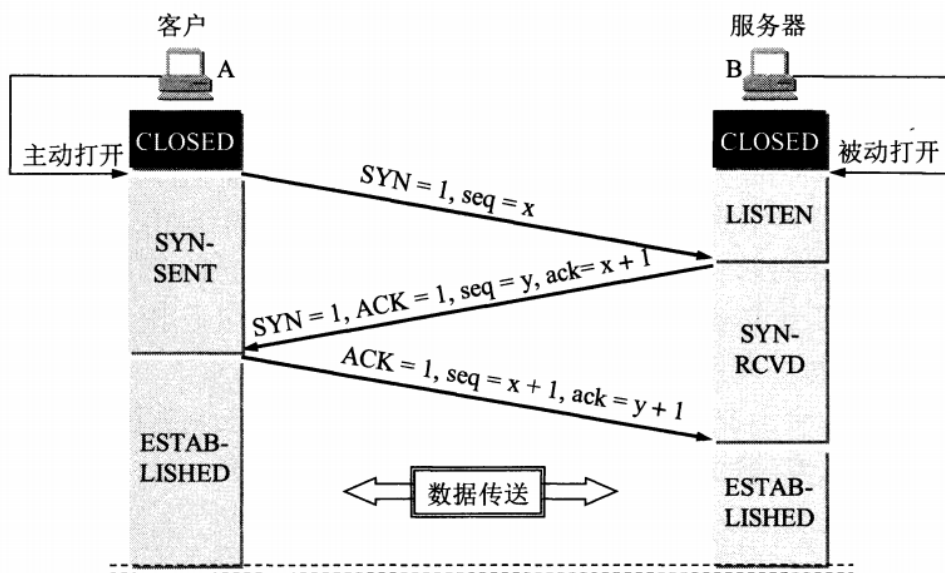 客户
服务器
A
B
CLOSED
CLOSED
主动打开
被动打开
SYN = 1, seq = x
LISTEN
SYN-
SENT
SYN = 1, ACK = 1, seq = y, ack= x + 1
SYN-
RCVD
ACK = 1, seq = x + 1, ack = y + 1
ESTAB-
LISHED
数据传送
ESTAB-
LISHED